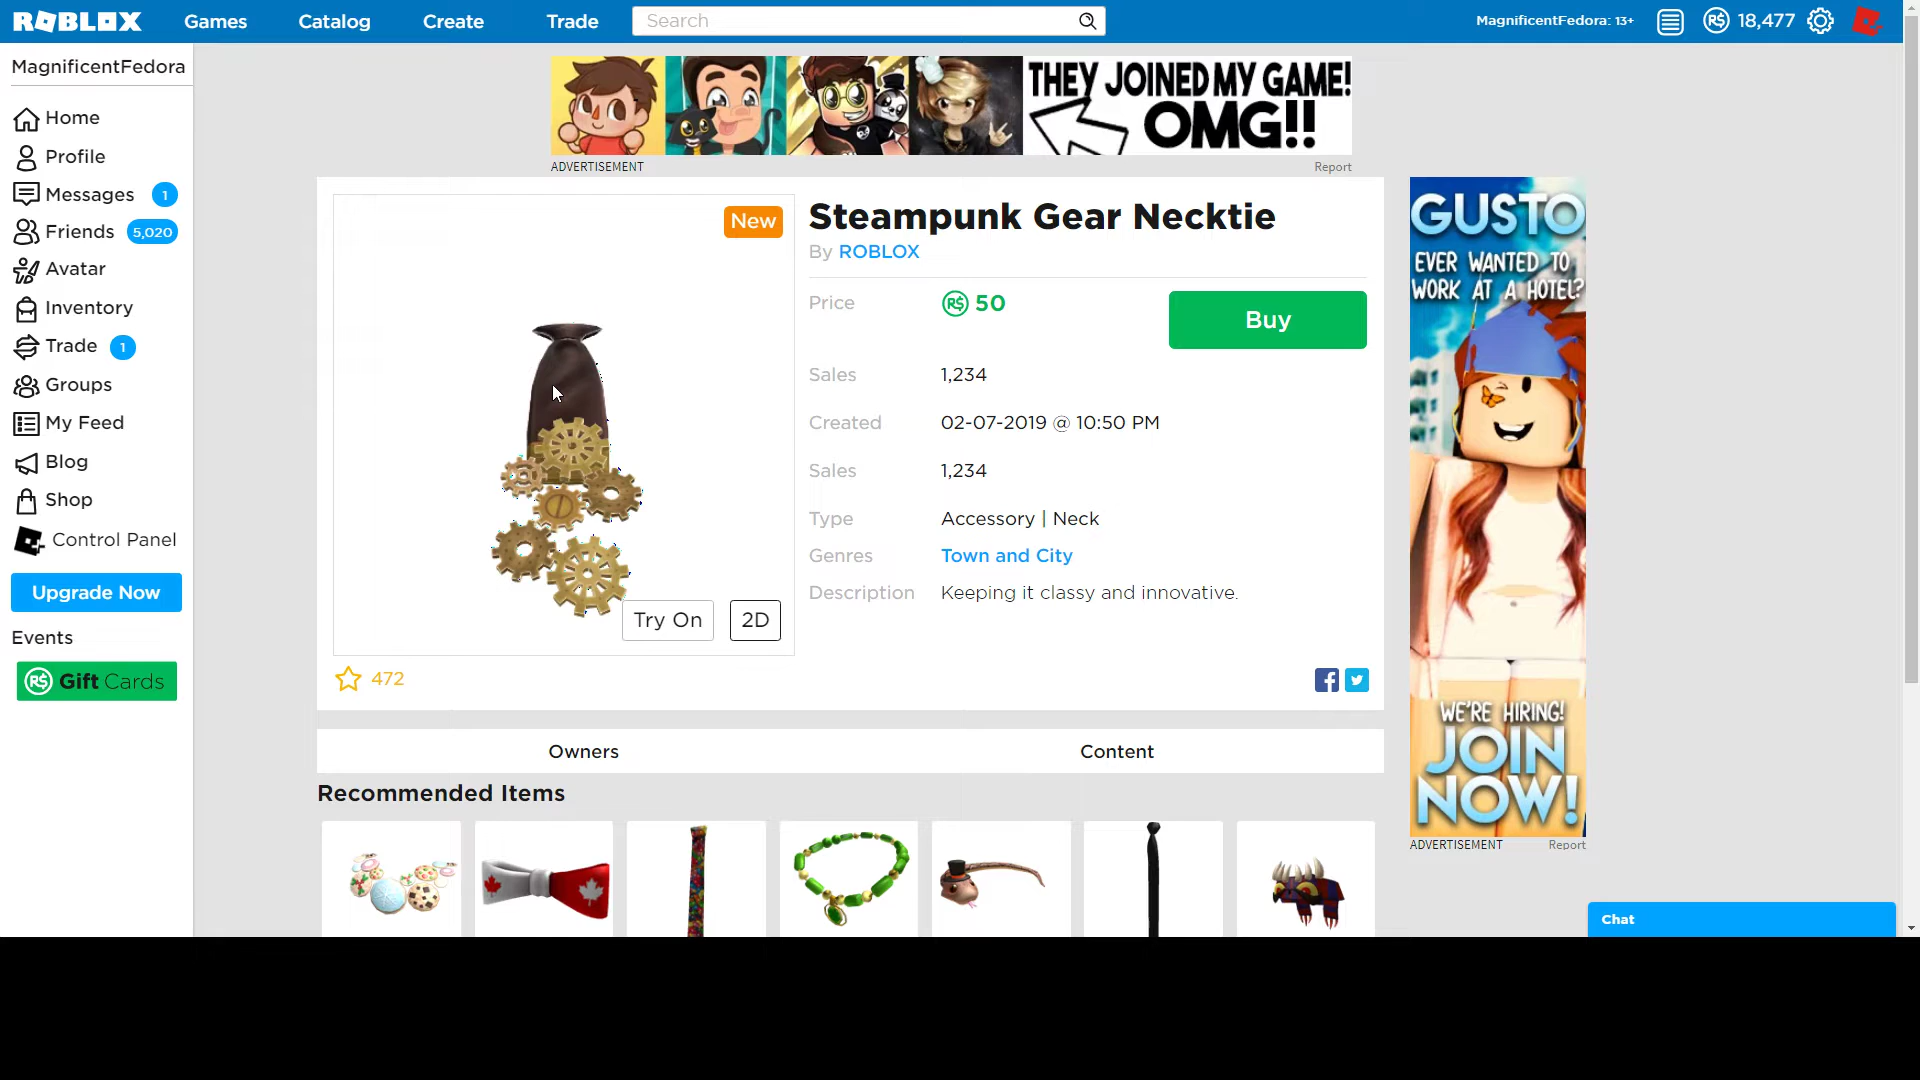 ROBLOX
Games
Catalog
Create
Trade
Search
MagnificentFedora: 13+
R$ 18,477
MagnificentFedora
Home
Profile
Messages 1
Friends 5,020
Avatar
Inventory
Trade 1
Groups
My Feed
Blog
Shop
Control Panel
Upgrade Now
Events
R$ Gift Cards
THEY JOINED MY GAME!
OMG!!
ADVERTISEMENT
Report
New
Try On
2D
472
Steampunk Gear Necktie
By ROBLOX
Price R$ 50
Buy
Sales 1,234
Created 02-07-2019 @ 10:50 PM
Sales 1,234
Type Accessory | Neck
Genres Town and City
Description Keeping it classy and innovative.
Owners
Content
Recommended Items
GUSTO
EVER WANTED TO
WORK AT A HOTEL?
WE'RE HIRING!
JOIN
NOW!
ADVERTISEMENT
Report
Chat